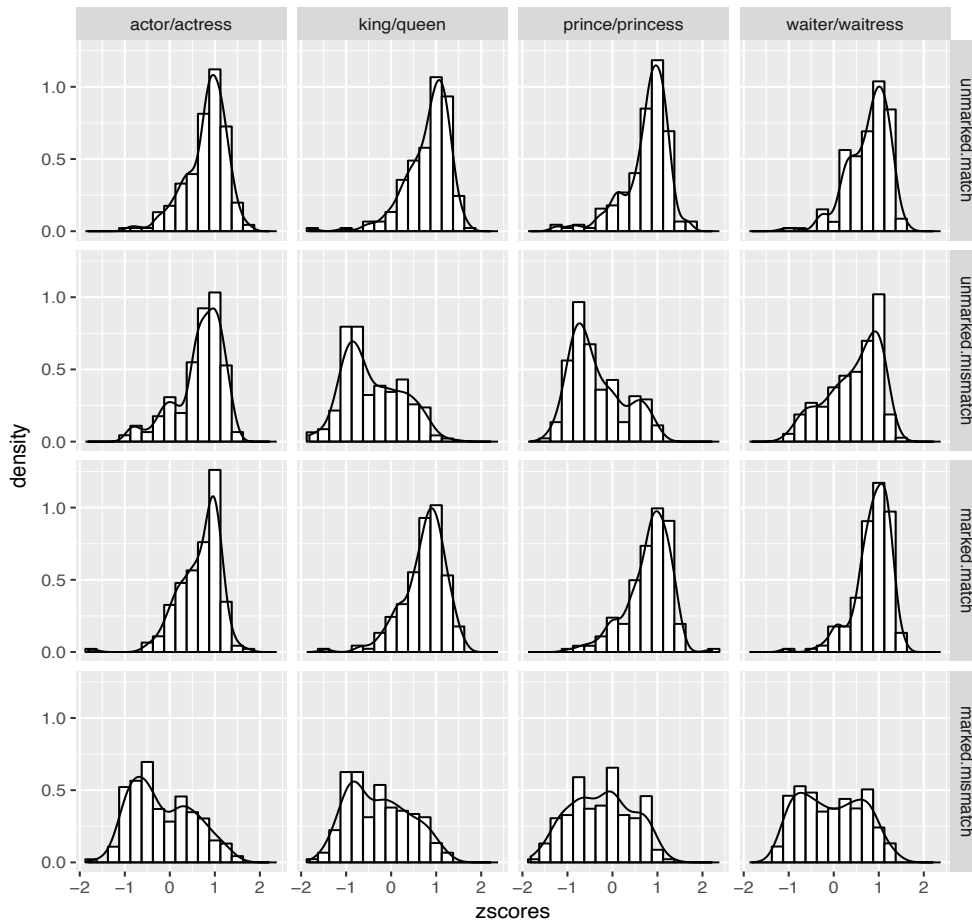 actor/actress king/queen prince/princess waiter/waitress
unmarked.match
1.0
0.5
0.0
unmarked.mismatch
1.0
0.5
0.0
density
marked.match
1.0
0.5
0.0
marked.mismatch
1.0
0.5
0.0
−2 −1 0 1 2 −2 −1 0 1 2 −2 −1 0 1 2 −2 −1 0 1 2
zscores